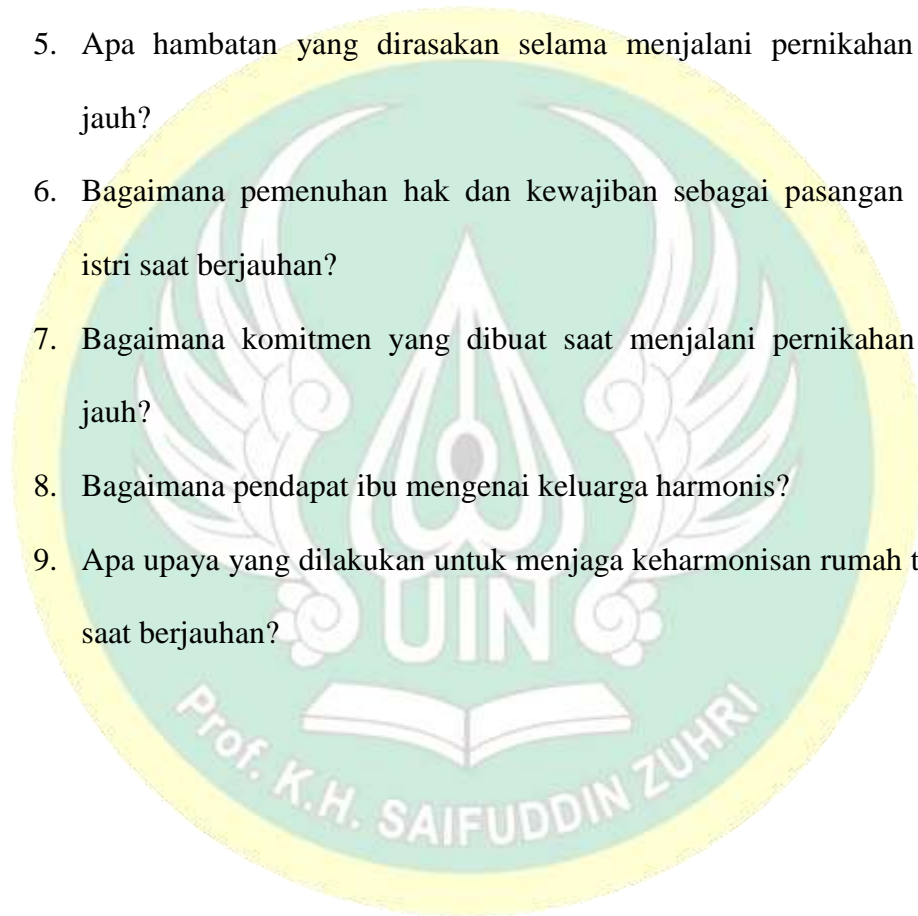 5. Apa hambatan yang dirasakan selama menjalani pernikahan
jauh?
6. Bagaimana pemenuhan hak dan kewajiban sebagai pasangan
istri saat berjauhan?
7. Bagaimana komitmen yang dibuat saat menjalani pernikahan
jauh?
8. Bagaimana pendapat ibu mengenai keluarga harmonis?
9. Apa upaya yang dilakukan untuk menjaga keharmonisan rumah t
saat berjauhan?
UIN
Prof. K.H. SAIFUDDIN ZUHRI